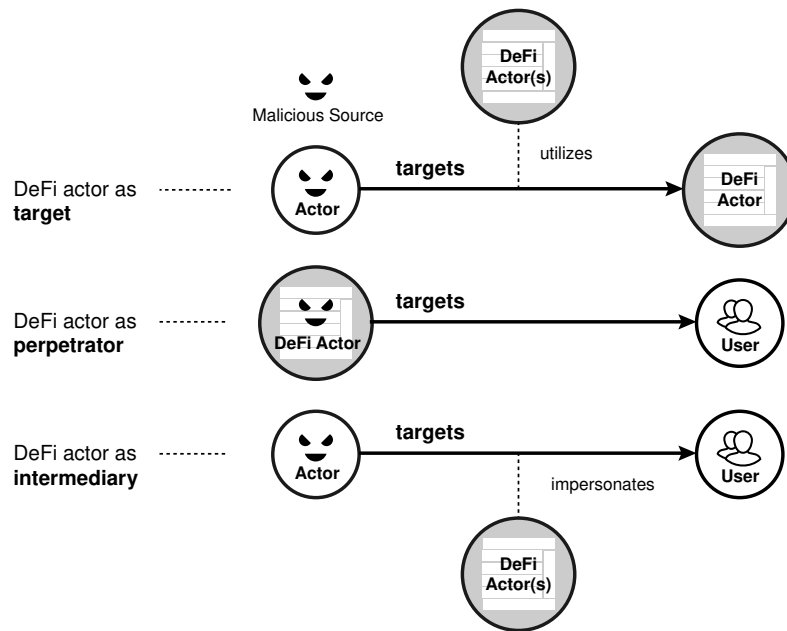 DeFi
Actor(s)
Malicious Source
targets
utilizes
DeFi actor as
target
Actor
DeFi
Actor
targets
DeFi actor as
perpetrator
DeFi Actor
User
targets
DeFi actor as
intermediary
Actor
User
impersonates
DeFi
Actor(s)